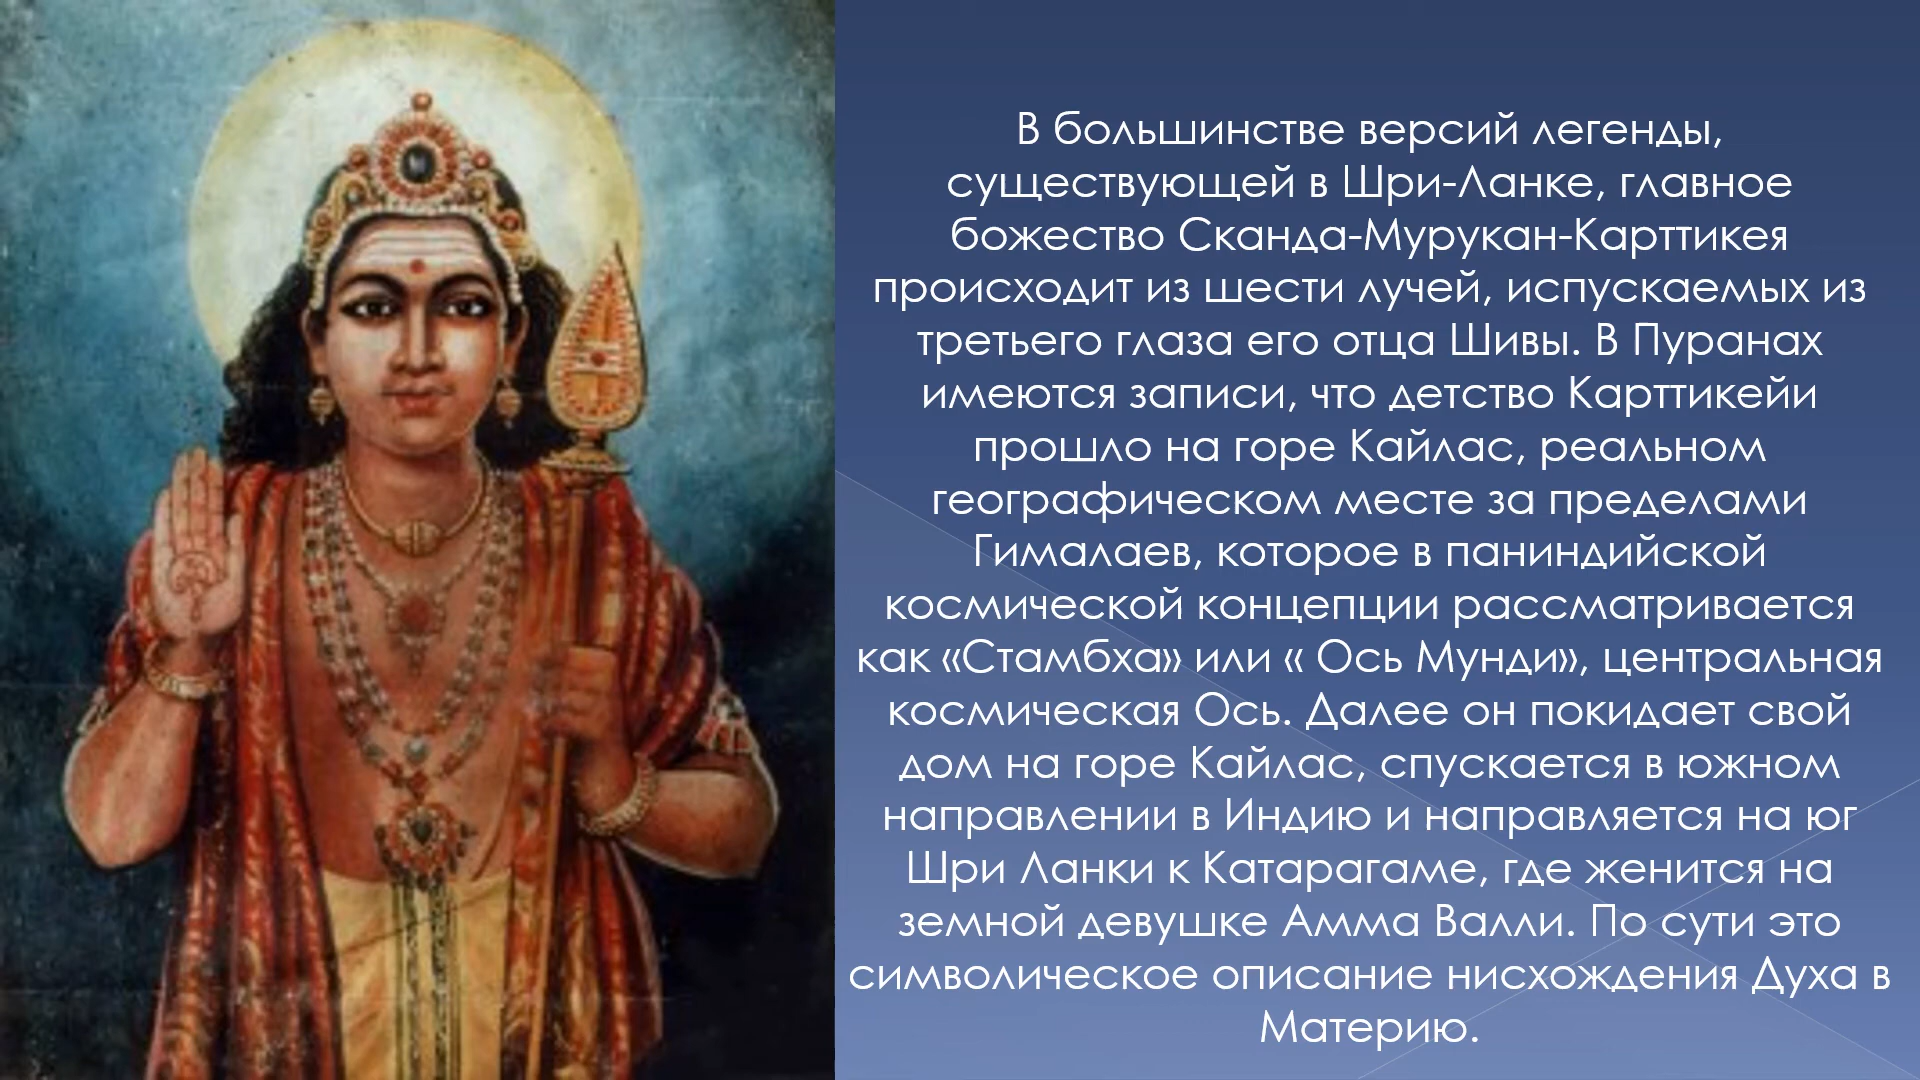 В большинстве версий легенды,
существующей в Шри-Ланке, главное
божество Сканда-Мурукан-Карттикея
происходит из шести лучей, испускаемых из
третьего глаза его отца Шивы. В Пуранах
имеются записи, что детство Карттикейи
прошло на горе Кайлас, реальном
географическом месте за пределами
Гималаев, которое в паниндийской
космической концепции рассматривается
как «Стамбха» или « Ось Мунди», центральная
космическая Ось. Далее он покидает свой
дом на горе Кайлас, спускается в южном
направлении в Индию и направляется на юг
Шри Ланки к Катарагаме, где женится на
земной девушке Амма Валли. По сути это
символическое описание нисхождения Духа в
Материю.